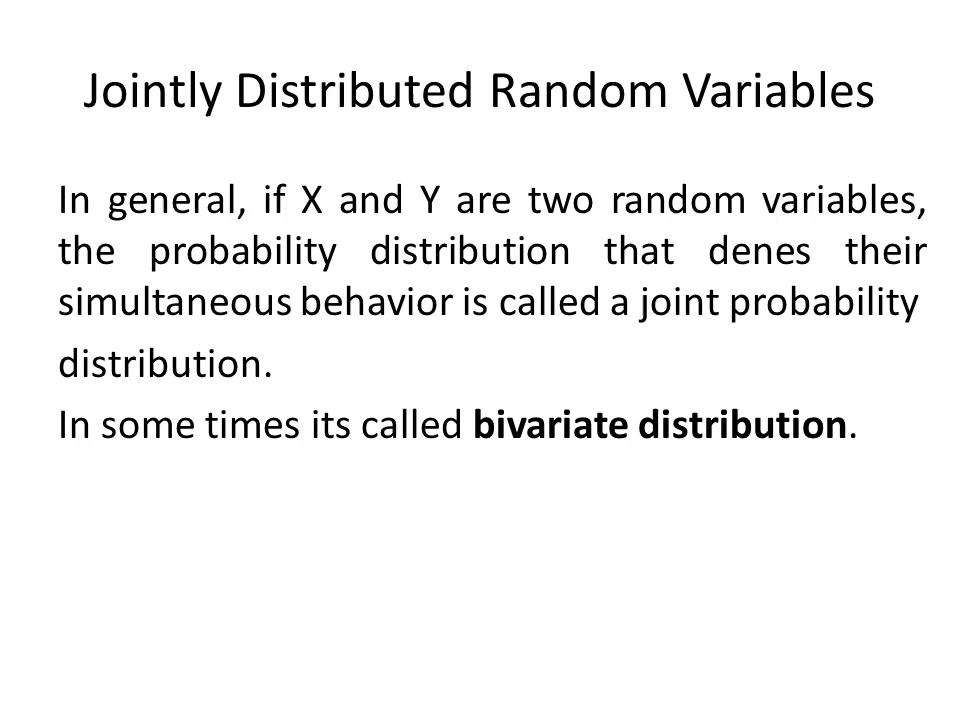 Jointly Distributed Random Variables
In general, if X and Y are two random variables,
the probability distribution that denes their
simultaneous behavior is called a joint probability
distribution.
In some times its called bivariate distribution.